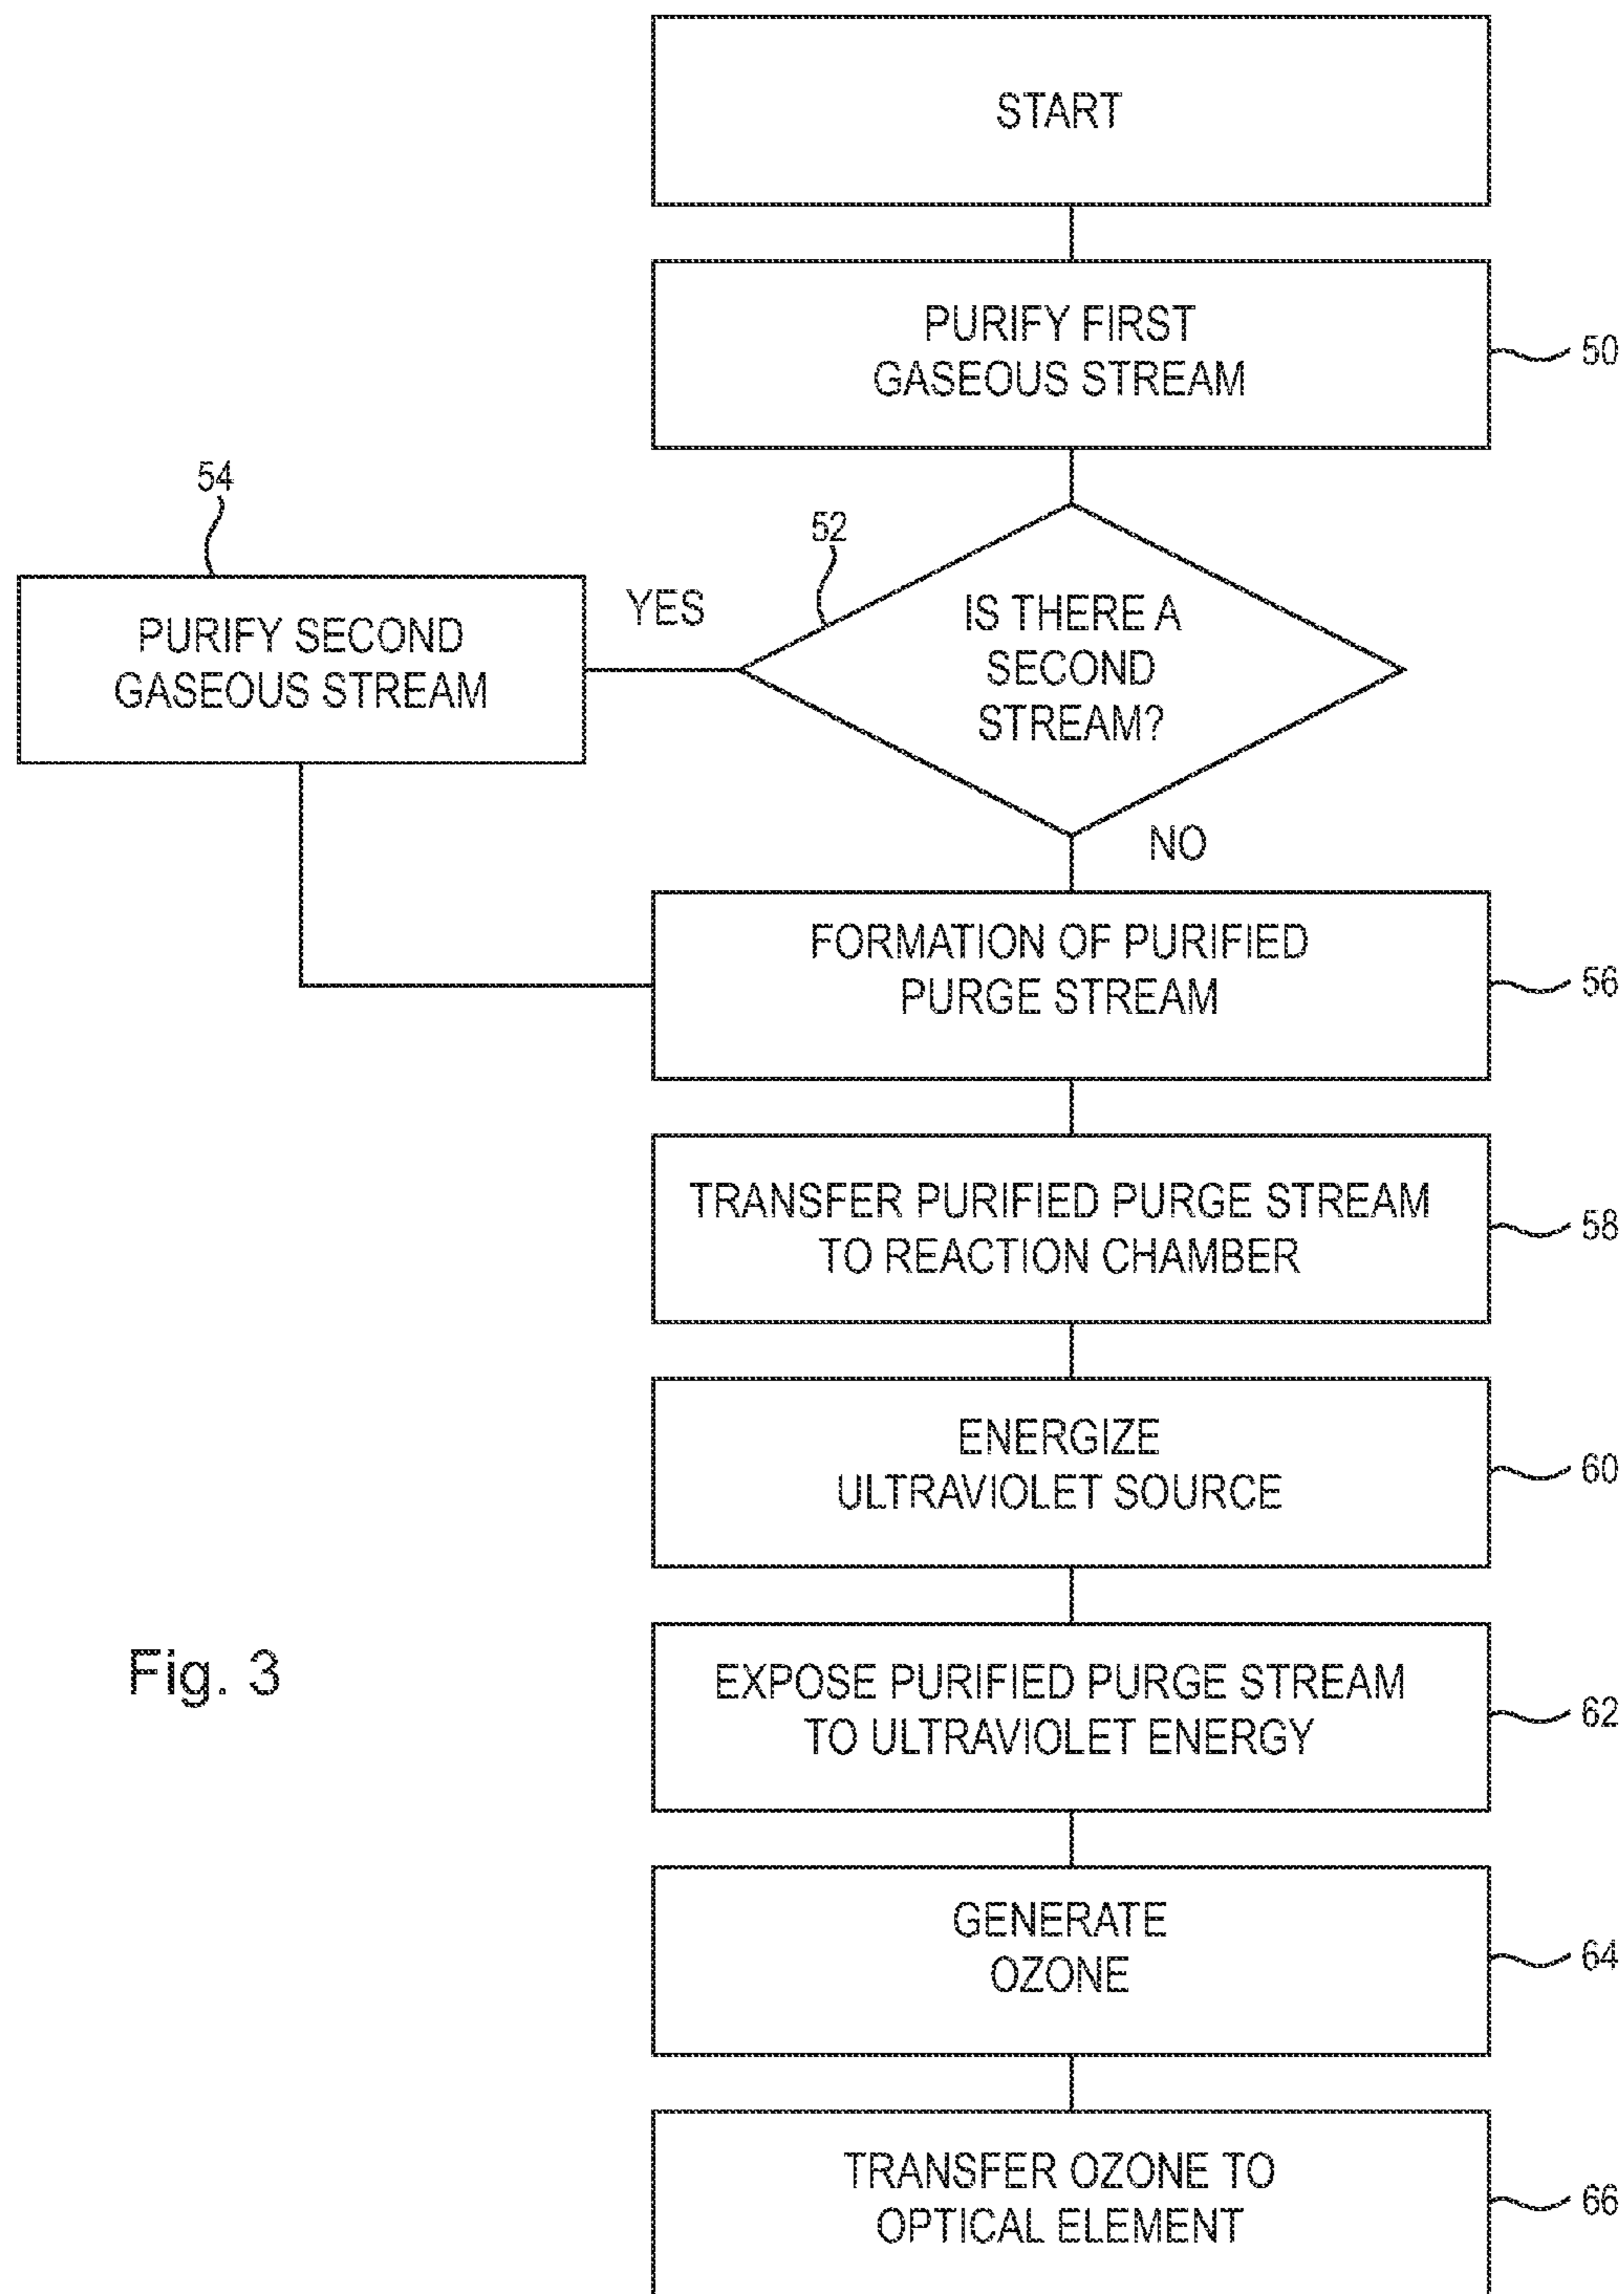 START
PURIFY FIRST
GASEOUS STREAM
50
54
52
YES
PURIFY SECOND
GASEOUS STREAM
IS THERE A
SECOND
STREAM?
NO
FORMATION OF PURIFIED
PURGE STREAM
56
TRANSFER PURIFIED PURGE STREAM
TO REACTION CHAMBER
58
ENERGIZE
ULTRAVIOLET SOURCE
60
Fig. 3
EXPOSE PURIFIED PURGE STREAM
TO ULTRAVIOLET ENERGY
62
GENERATE
OZONE
64
TRANSFER OZONE TO
OPTICAL ELEMENT
66